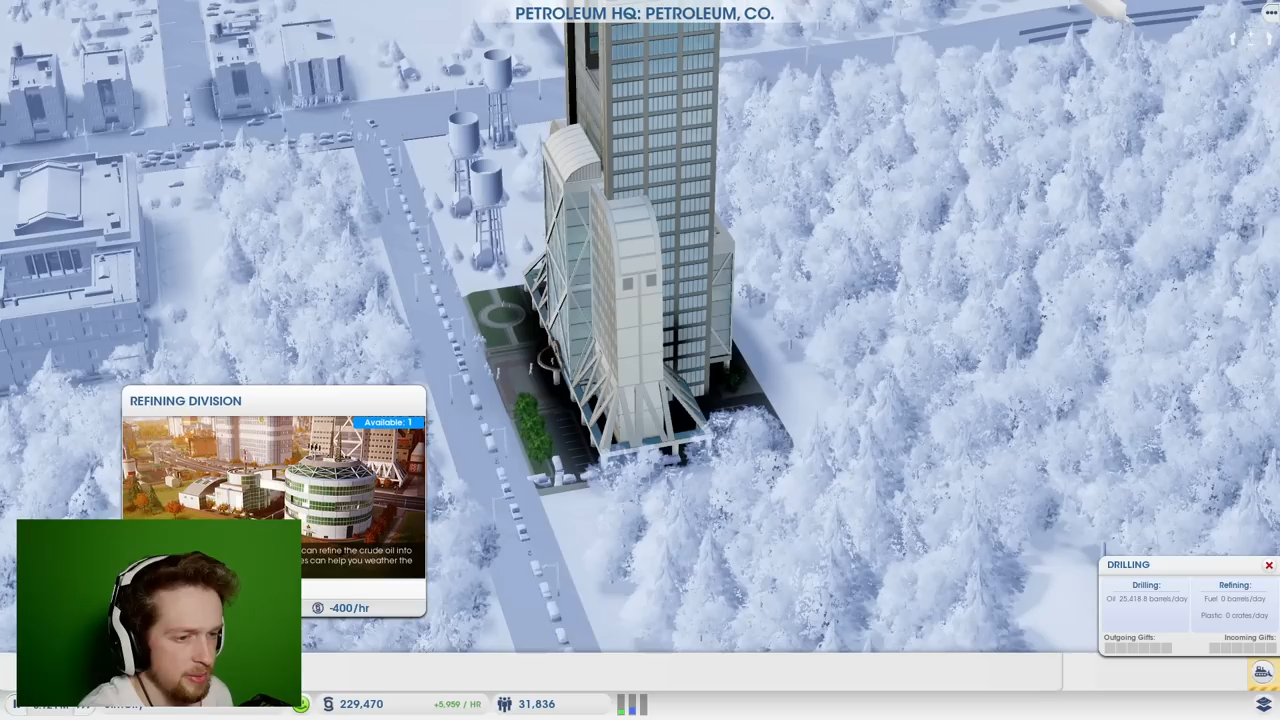 PETROLEUM HQ: PETROLEUM, CO.
REFINING DIVISION
Available: 1
can refine the crude oil into
es can help you weather the
-400/hr
DRILLING
Drilling:
Refining:
Oil 25,418.8 barrels/day
Fuel 0 barrels/day
Plastic 0 crates/day
Outgoing Gifts:
Incoming Gifts:
229,470
+5,959 / HR
31,836